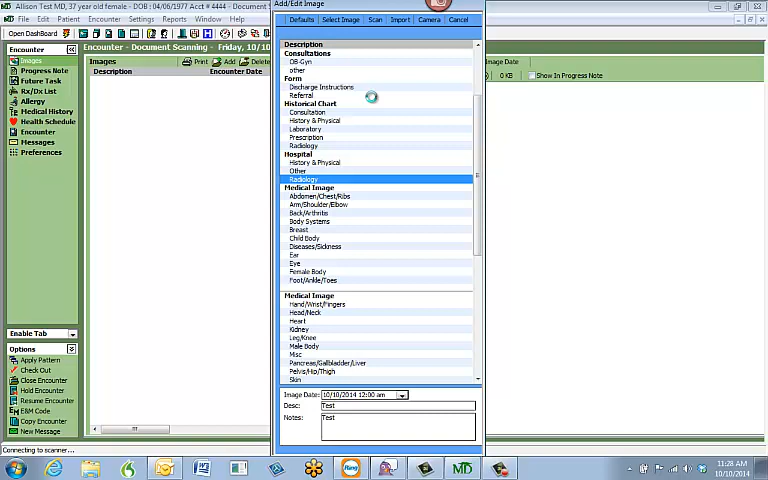 Allison Test MD, 37 year old female - DOB : 04/06/1977 Acct # 4444 - Document S
Add/Edit Image
File Edit Patient Encounter Settings Reports Window Help
Defaults Select Image Scan Import Camera Cancel
Open DashBoard
Encounter
Encounter - Document Scanning - Friday, 10/10
Images
Progress Note
Future Task
Rx/Dx List
Allergy
Medical History
Health Schedule
Encounter
Messages
Preferences
Images Print Add Delete
Description Encounter Date
Image Date
0 KB Show In Progress Note
Description
Consultations
OB-Gyn
other
Form
Discharge Instructions
Referral
Historical Chart
Consultation
History & Physical
Laboratory
Prescription
Radiology
Hospital
History & Physical
Other
Radiology
Medical Image
Abdomen/Chest/Ribs
Arm/Shoulder/Elbow
Back/Arthritis
Body Systems
Breast
Child Body
Diseases/Sickness
Ear
Eye
Female Body
Foot/Ankle/Toes
Medical Image
Hand/Wrist/Fingers
Head/Neck
Heart
Kidney
Leg/Knee
Male Body
Misc
Pancreas/Gallbladder/Liver
Pelvis/Hip/Thigh
Skin
Image Date: 10/10/2014 12:00 am
Desc: Test
Notes: Test
Enable Tab
Options
Apply Pattern
Check Out
Close Encounter
Hold Encounter
Resume Encounter
E&M Code
Copy Encounter
New Message
Connecting to scanner...
Ring
MD
11:28 AM
10/10/2014